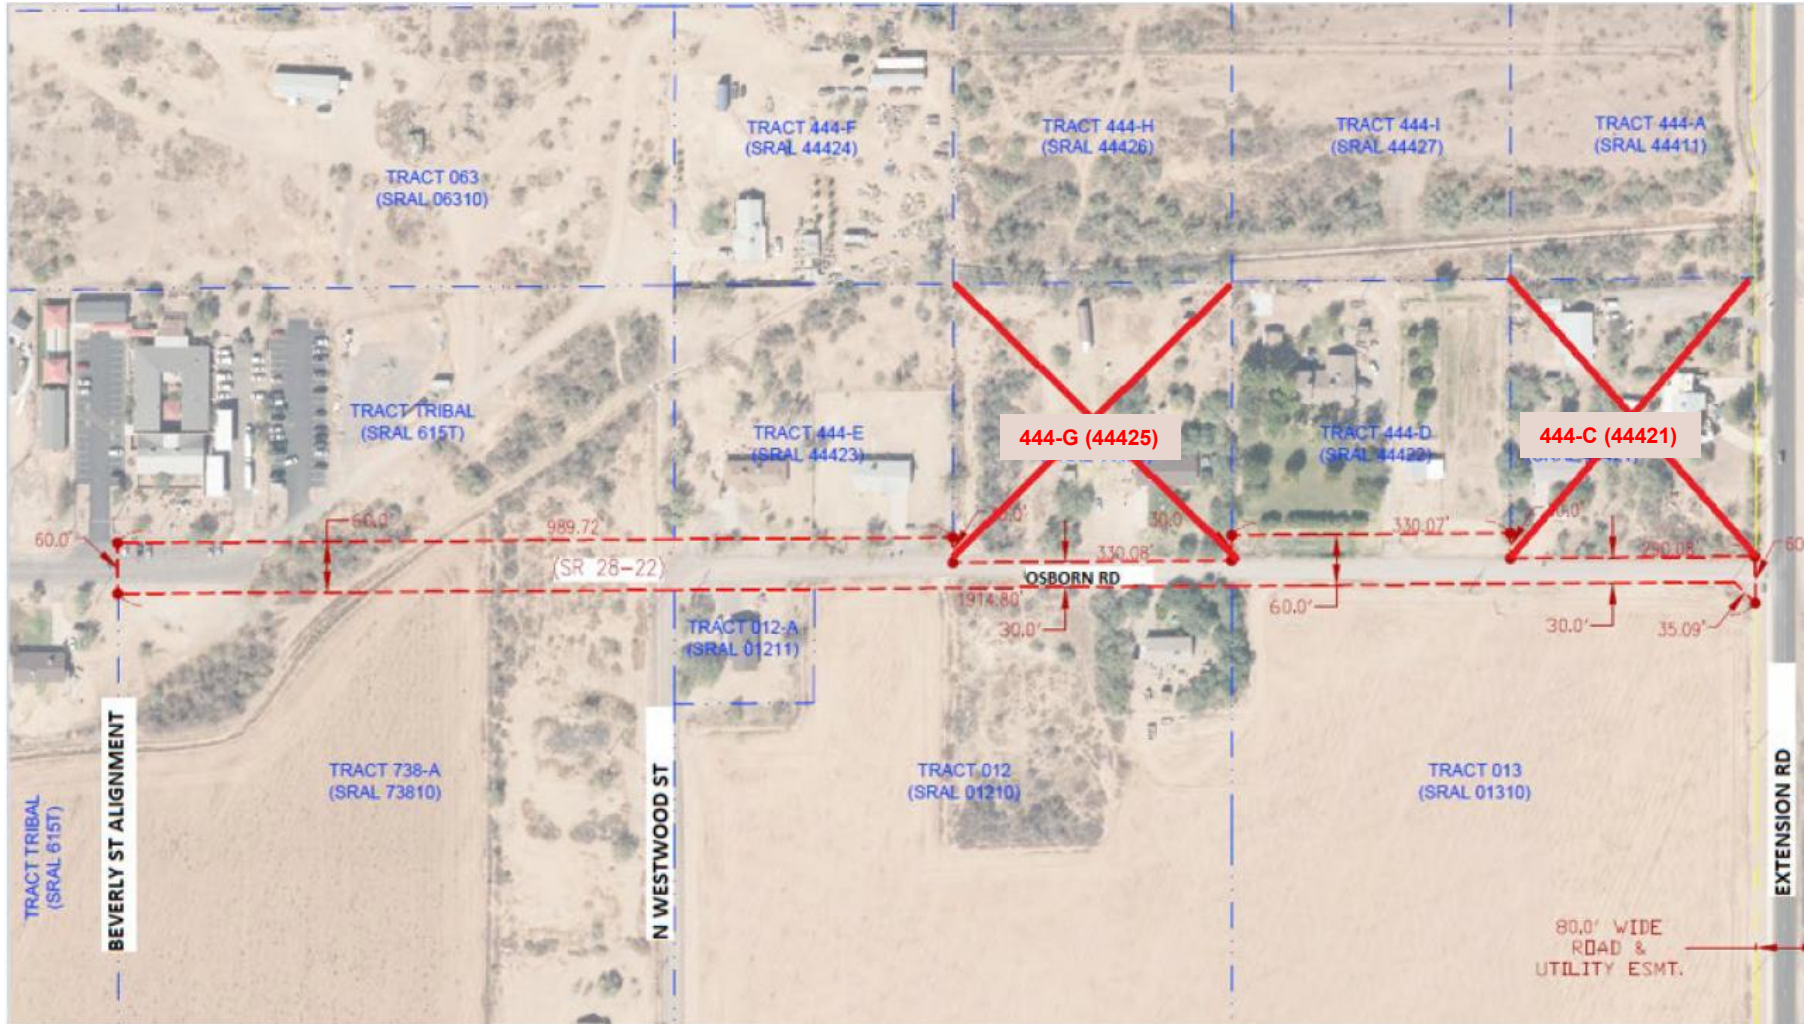 TRACT 063
(SRAL 06310)
TRACT 444-F
(SRAL 44424)
TRACT 444-H
(SRAL 44426)
TRACT 444-I
(SRAL 44427)
TRACT 444-A
(SRAL 44411)
TRACT TRIBAL
(SRAL 615T)
TRACT 444-E
(SRAL 44423)
444-G (44425)
TRACT 444-D
(SRAL 44422)
444-C (44421)
60.0'
60.0'
989.72
(SR 28-22)
30.0'
330.08'
330.07'
290.08'
60
OSBORN RD
1914.80'
30.0'
60.0'
30.0'
35.09'
TRACT 012-A
(SRAL 01211)
TRACT 738-A
(SRAL 73810)
TRACT 012
(SRAL 01210)
TRACT 013
(SRAL 01310)
TRACT TRIBAL
(SRAL 615T)
BEVERLY ST ALIGNMENT
N WESTWOOD ST
EXTENSION RD
80.0' WIDE
ROAD &
UTILITY ESMT.